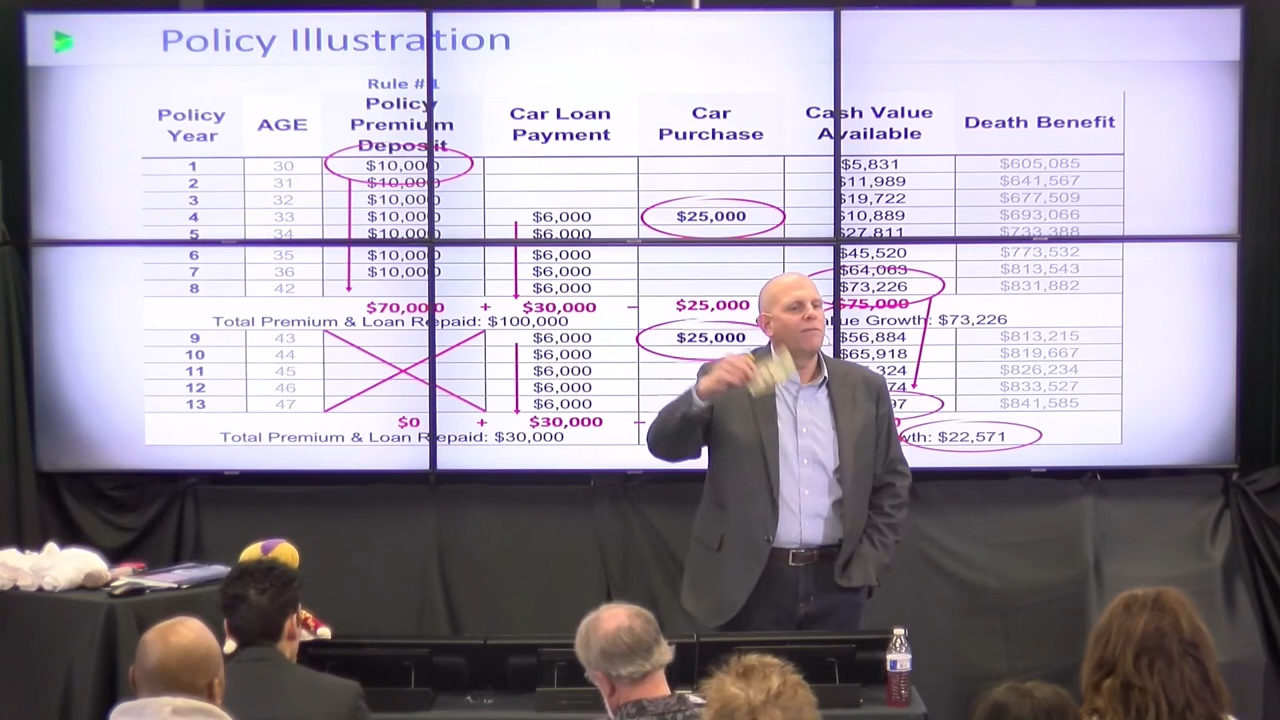 Policy Illustration
Rule #1
Policy Year AGE Policy Premium Deposit Car Loan Payment Car Purchase Cash Value Available Death Benefit
1 30 $10,000 $5,831 $605,085
2 31 $10,000 $11,989 $641,567
3 32 $10,000 $19,722 $677,509
4 33 $10,000 $6,000 $25,000 $10,889 $693,066
5 34 $10,000 $6,000 $27,811 $733,388
6 35 $10,000 $6,000 $45,520 $773,532
7 36 $10,000 $6,000 $64,063 $813,543
8 42 $6,000 $73,226 $831,882
$70,000 + $30,000 – $25,000 $75,000
Total Premium & Loan Repaid: $100,000 Growth: $73,226
9 43 $6,000 $25,000 $56,884 $813,215
10 44 $6,000 $65,918 $819,667
11 45 $6,000 324 $826,234
12 46 $6,000 74 $833,527
13 47 $6,000 97 $841,585
$0 + $30,000 –
Total Premium & Loan Repaid: $30,000 wth: $22,571